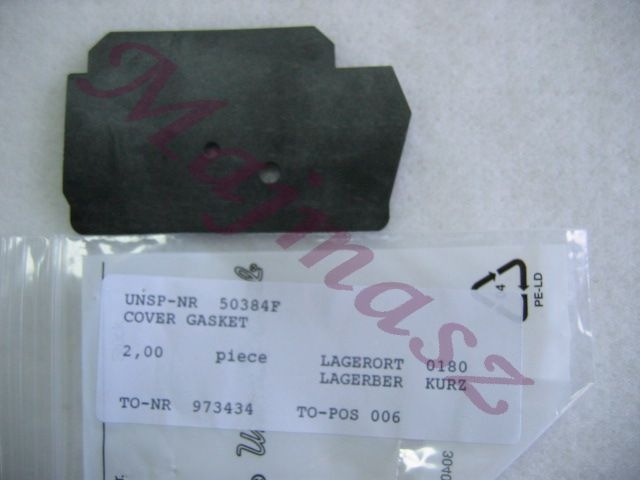 Majnasz
UNSP-NR 50384F
COVER GASKET
2,00 piece LAGERORT 0180
LAGERBER KURZ
TO-NR 973434 TO-POS 006
04
PE-LD